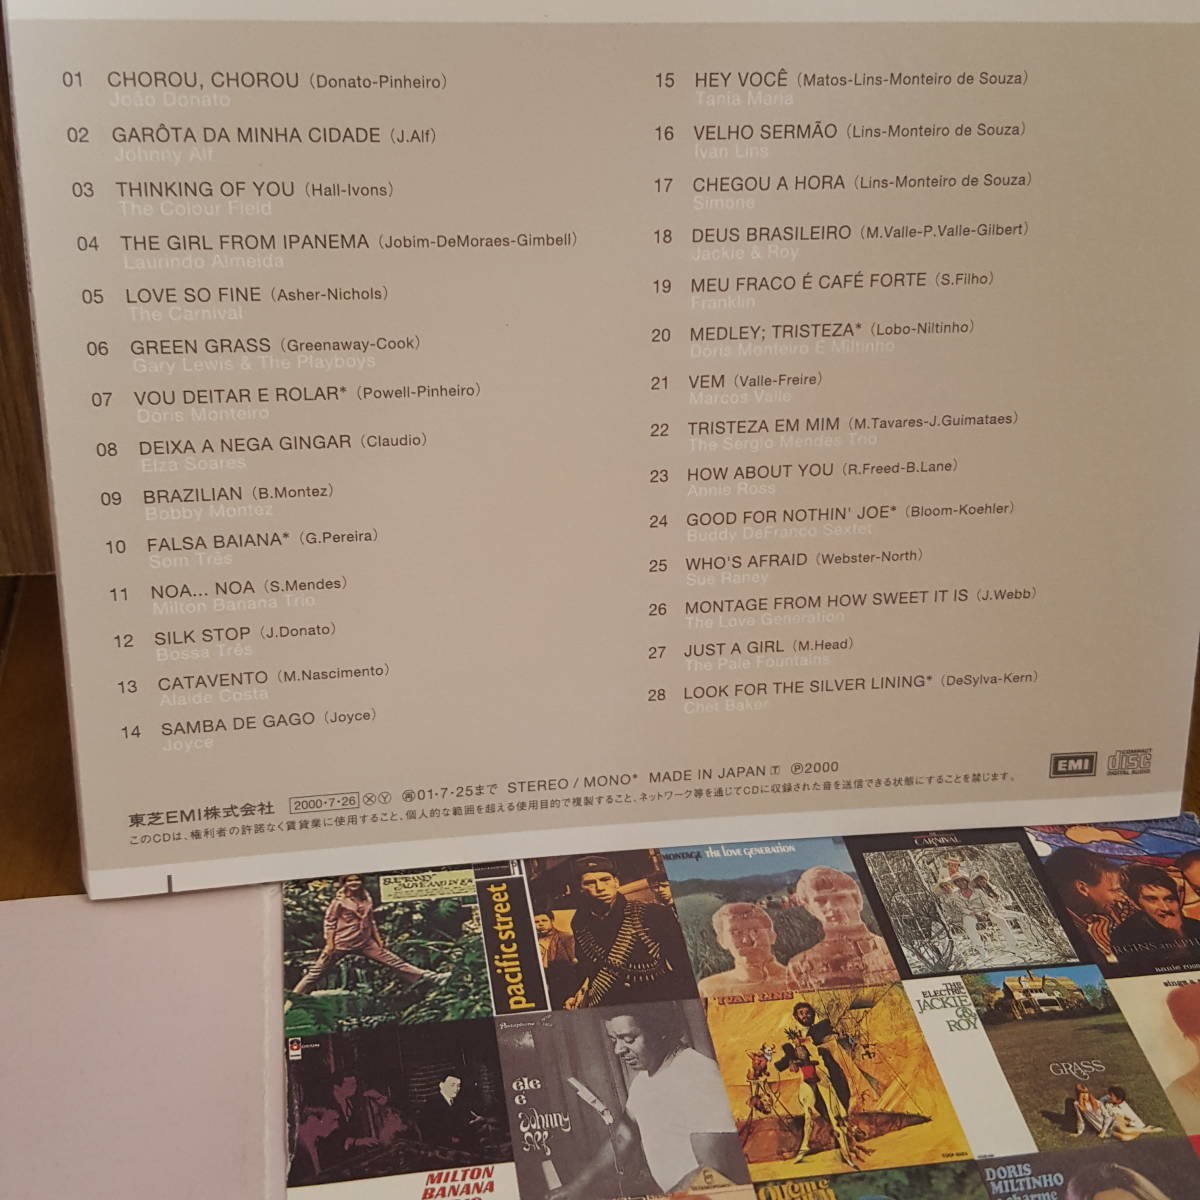 01 CHOROU, CHOROU (Donato-Pinheiro)
João Donato
02 GARÔTA DA MINHA CIDADE (J.Alf)
Johnny Alf
03 THINKING OF YOU (Hall-Ivons)
The Colour Field
04 THE GIRL FROM IPANEMA (Jobim-DeMoraes-Gimbell)
Laurindo Almeida
05 LOVE SO FINE (Asher-Nichols)
The Carnival
06 GREEN GRASS (Greenaway-Cook)
Gary Lewis & The Playboys
07 VOU DEITAR E ROLAR* (Powell-Pinheiro)
Doris Monteiro
08 DEIXA A NEGA GINGAR (Claudio)
Elza Soares
09 BRAZILIAN (B.Montez)
Bobby Montez
10 FALSA BAIANA* (G.Pereira)
Som Três
11 NOA... NOA (S.Mendes)
Milton Banana Trio
12 SILK STOP (J.Donato)
Bossa Três
13 CATAVENTO (M.Nascimento)
Alaide Costa
14 SAMBA DE GAGO (Joyce)
Joyce
15 HEY VOCÊ (Matos-Lins-Monteiro de Souza)
Tania Maria
16 VELHO SERMÃO (Lins-Monteiro de Souza)
Ivan Lins
17 CHEGOU A HORA (Lins-Monteiro de Souza)
Simone
18 DEUS BRASILEIRO (M.Valle-P.Valle-Gilbert)
Jackie & Roy
19 MEU FRACO É CAFÉ FORTE (S.Filho)
Franklin
20 MEDLEY; TRISTEZA* (Lobo-Niltinho)
Doris Monteiro E Miltinho
21 VEM (Valle-Freire)
Marcos Valle
22 TRISTEZA EM MIM (M.Tavares-J.Guimataes)
The Sergio Mendes Trio
23 HOW ABOUT YOU (R.Freed-B.Lane)
Annie Ross
24 GOOD FOR NOTHIN' JOE* (Bloom-Koehler)
Buddy DeFranco Sextet
25 WHO'S AFRAID (Webster-North)
Sue Raney
26 MONTAGE FROM HOW SWEET IT IS (J.Webb)
The Love Generation
27 JUST A GIRL (M.Head)
The Pale Fountains
28 LOOK FOR THE SILVER LINING* (DeSylva-Kern)
Chet Baker
東芝EMI株式会社 2000・7・26 Ⓧ Ⓨ ㊢01・7・25まで STEREO / MONO* MADE IN JAPAN T Ⓟ2000
EMI
COMPACT disc DIGITAL AUDIO
このCDは、権利者の許諾なく賃貸業に使用すること、個人的な範囲を超える使用目的で複製すること、ネットワーク等を通じてCDに収録された音を送信できる状態にすることを禁じます。
pacific street
MONTAGE THE LOVE GENERATION
CARNIVAL
IVAN LINS
THE ELECTRIC JACKIE & ROY
GRASS
éle e Johnny Alf
MILTON BANANA
DORIS MILTINHO